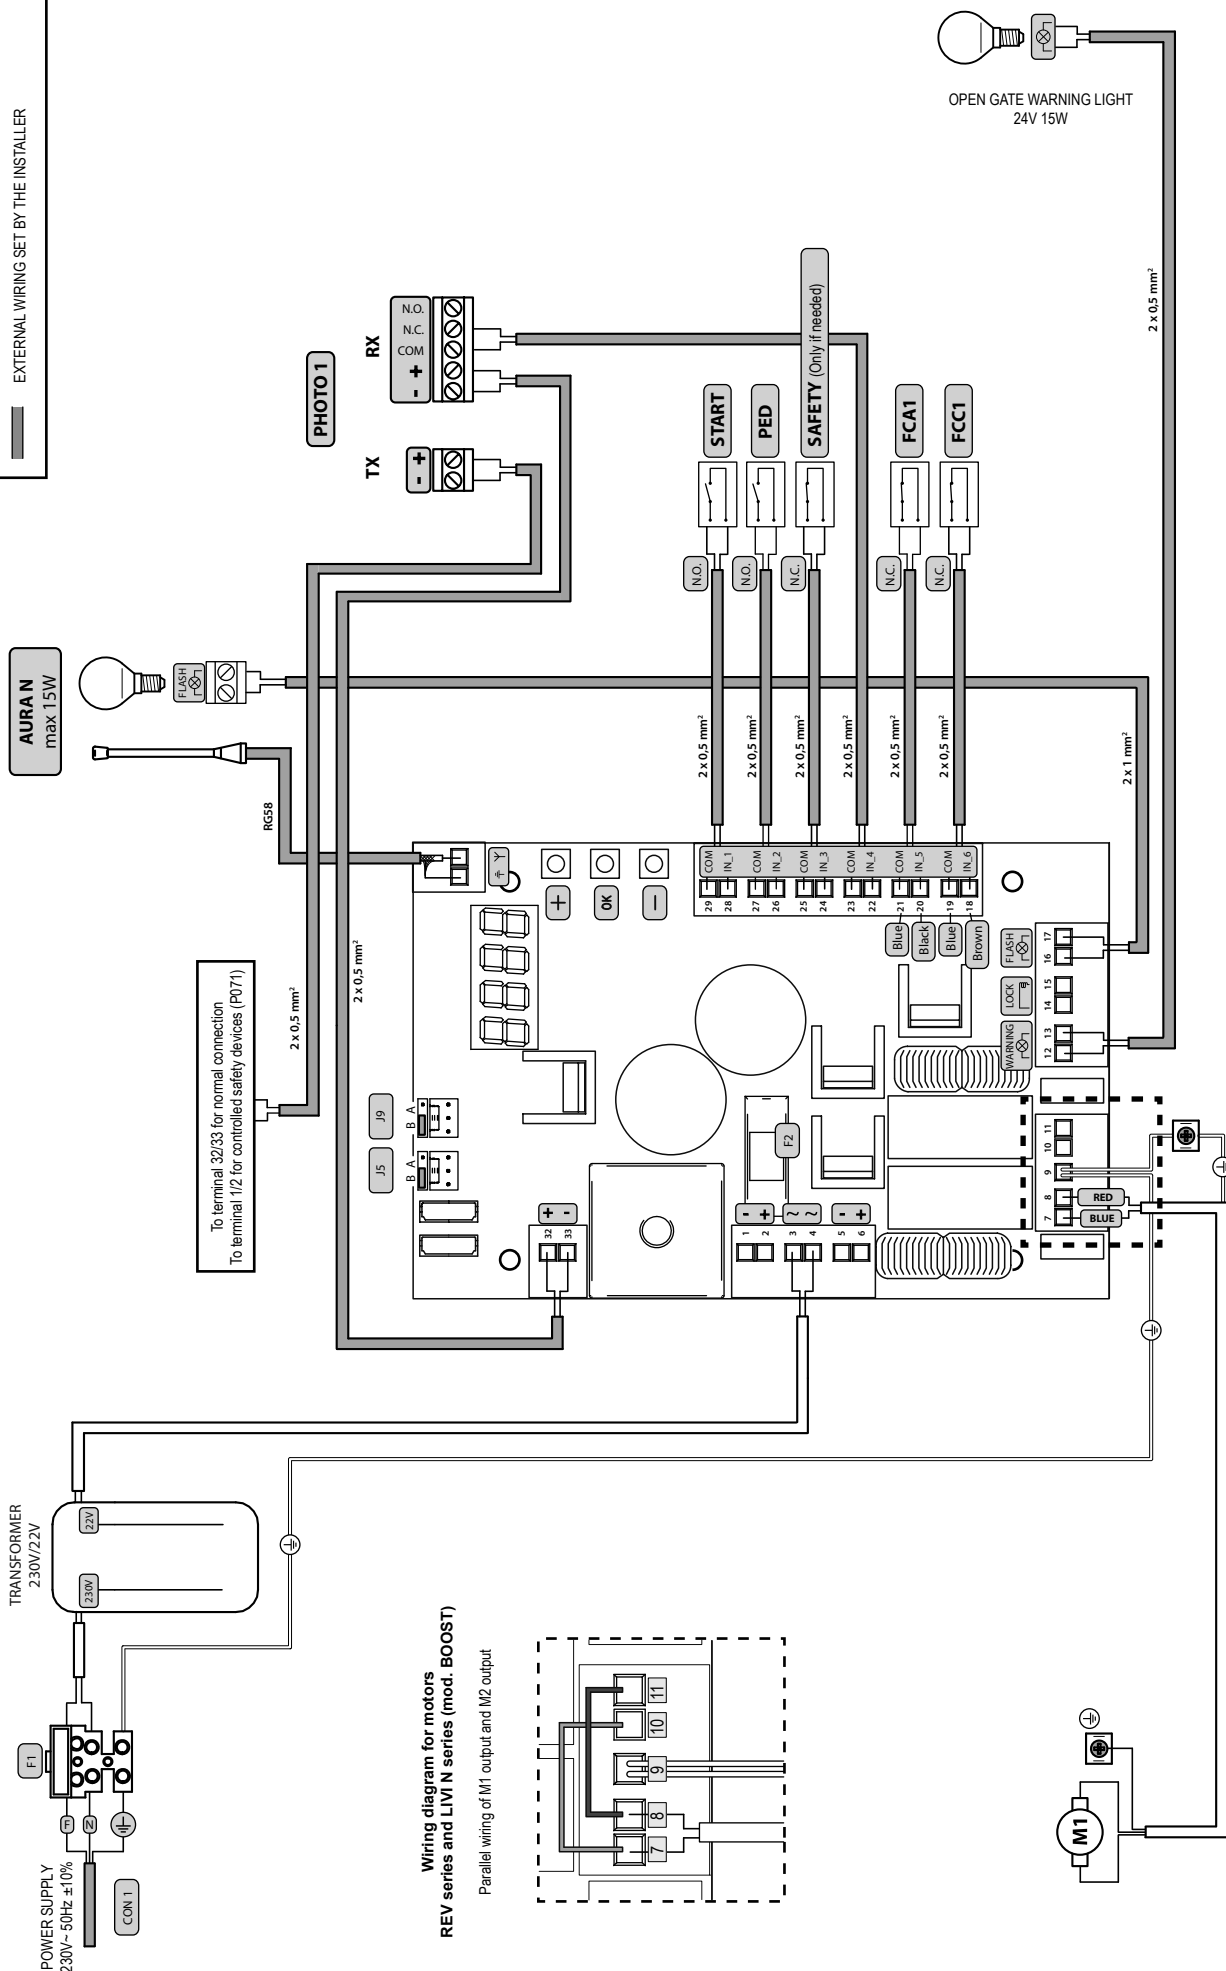 EXTERNAL WIRING SET BY THE INSTALLER
POWER SUPPLY
230V~ 50Hz ±10%
CON 1
F
N
F1
TRANSFORMER
230V/22V
230V
22V
To terminal 32/33 for normal connection
To terminal 1/2 for controlled safety devices (P071)
2 x 0,5 mm²
2 x 0,5 mm²
RG58
AURA N
max 15W
FLASH
PHOTO 1
TX
- +
RX
- + COM N.C. N.O.
OPEN GATE WARNING LIGHT
24V 15W
2 x 0,5 mm²
J5
B A
J9
B A
+
OK
-
32 +
33 -
1 -
2 +
3 ~
4 ~
5 -
6 +
F2
29 COM
28 IN_1
27 COM
26 IN_2
25 COM
24 IN_3
23 COM
22 IN_4
21 COM
20 IN_5
19 COM
18 IN_6
Blue
Black
Blue
Brown
2 x 0,5 mm²
N.O.
START
2 x 0,5 mm²
N.O.
PED
2 x 0,5 mm²
N.C.
SAFETY (Only if needed)
2 x 0,5 mm²
2 x 0,5 mm²
N.C.
FCA1
2 x 0,5 mm²
N.C.
FCC1
2 x 1 mm²
WARNING
LOCK
FLASH
7 8 9 10 11 12 13 14 15 16 17
BLUE
RED
Wiring diagram for motors
REV series and LIVI N series (mod. BOOST)
Parallel wiring of M1 output and M2 output
7 8 9 10 11
M1